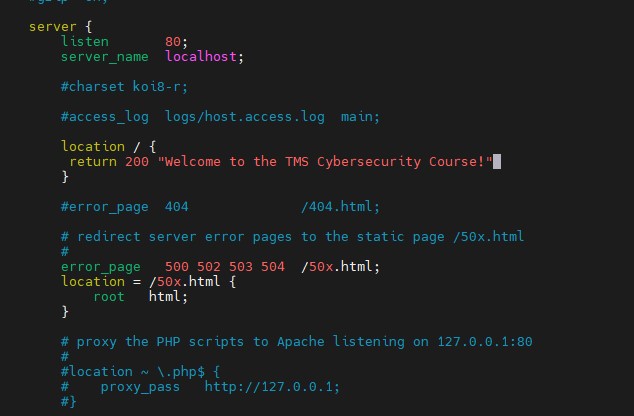 server {
    listen       80;
    server_name  localhost;

    #charset koi8-r;

    #access_log  logs/host.access.log  main;

    location / {
     return 200 "Welcome to the TMS Cybersecurity Course!"
    }

    #error_page  404              /404.html;

    # redirect server error pages to the static page /50x.html
    #
    error_page   500 502 503 504  /50x.html;
    location = /50x.html {
        root   html;
    }

    # proxy the PHP scripts to Apache listening on 127.0.0.1:80
    #
    #location ~ \.php$ {
    #    proxy_pass   http://127.0.0.1;
    #}